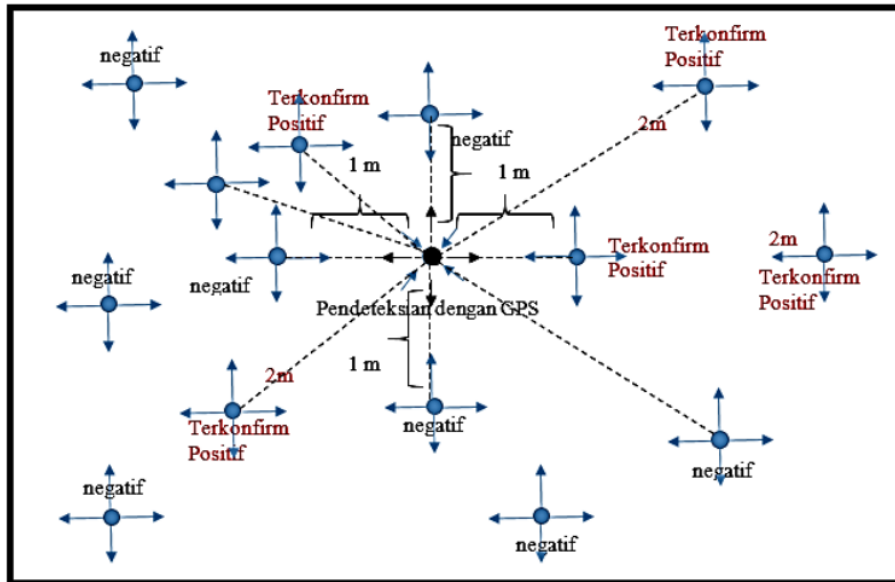 negatif
Terkonfirm
Positif
Terkonfirm
Positif
negatif
2m
1 m
1 m
Terkonfirm
Positif
2m
Terkonfirm
Positif
negatif
negatif
Pendeteksian dengan GPS
1 m
2m
Terkonfirm
Positif
negatif
negatif
negatif
negatif